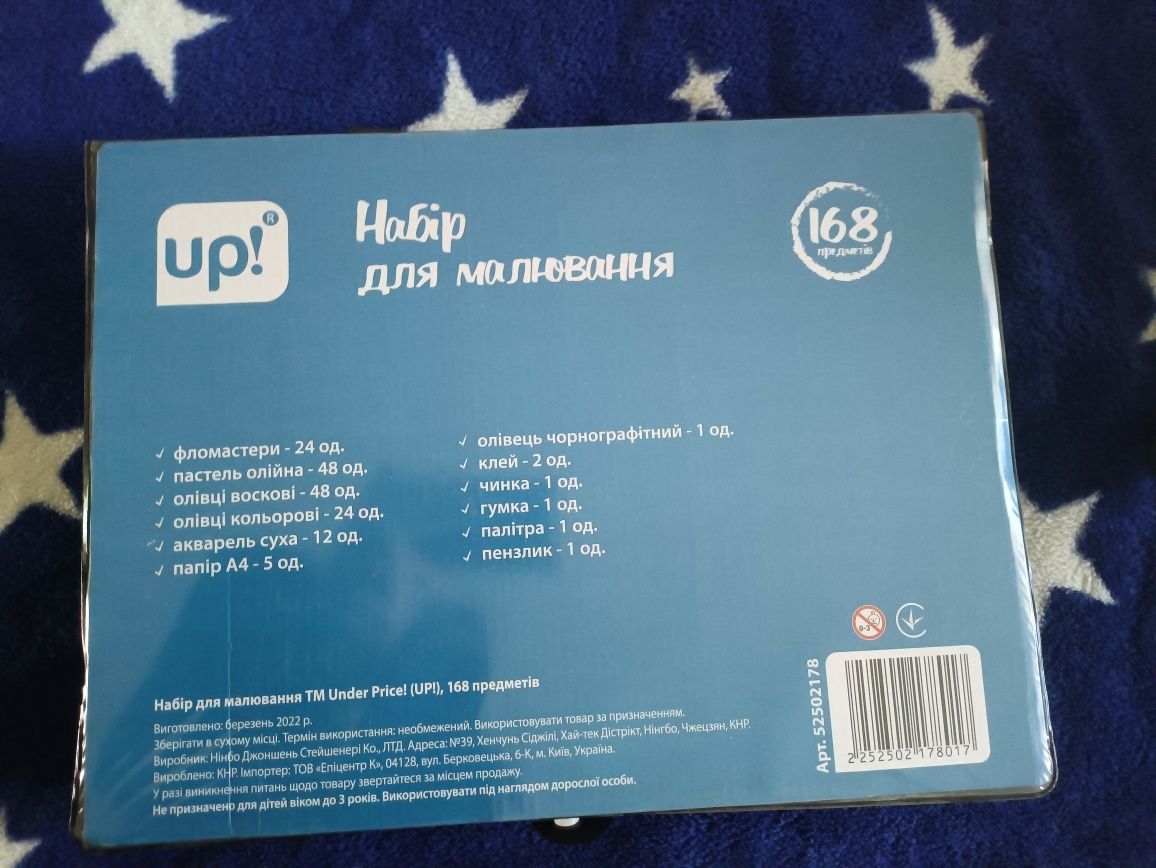 up!®
Набір
для малювання
168
предметів
фломастери - 24 од.
пастель олійна - 48 од.
олівці воскові - 48 од.
олівці кольорові - 24 од.
акварель суха - 12 од.
папір А4 - 5 од.
олівець чорнографітний - 1 од.
клей - 2 од.
чинка - 1 од.
гумка - 1 од.
палітра - 1 од.
пензлик - 1 од.
0-3
Арт. 52502178
2 252502 178017
Набір для малювання ТМ Under Price! (UP!), 168 предметів
Виготовлено: березень 2022 р.
Зберігати в сухому місці. Термін використання: необмежений. Використовувати товар за призначенням.
Виробник: Нінбо Джоншень Стейшенері Ко., ЛТД. Адреса: №39, Хенчунь Сіджілі, Хай-тек Дістрікт, Нінгбо, Чжецзян, КНР.
Вироблено: КНР. Імпортер: ТОВ «Епіцентр К», 04128, вул. Берковецька, 6-К, м. Київ, Україна.
У разі виникнення питань щодо товару звертайтеся за місцем продажу.
Не призначено для дітей віком до 3 років. Використовувати під наглядом дорослої особи.